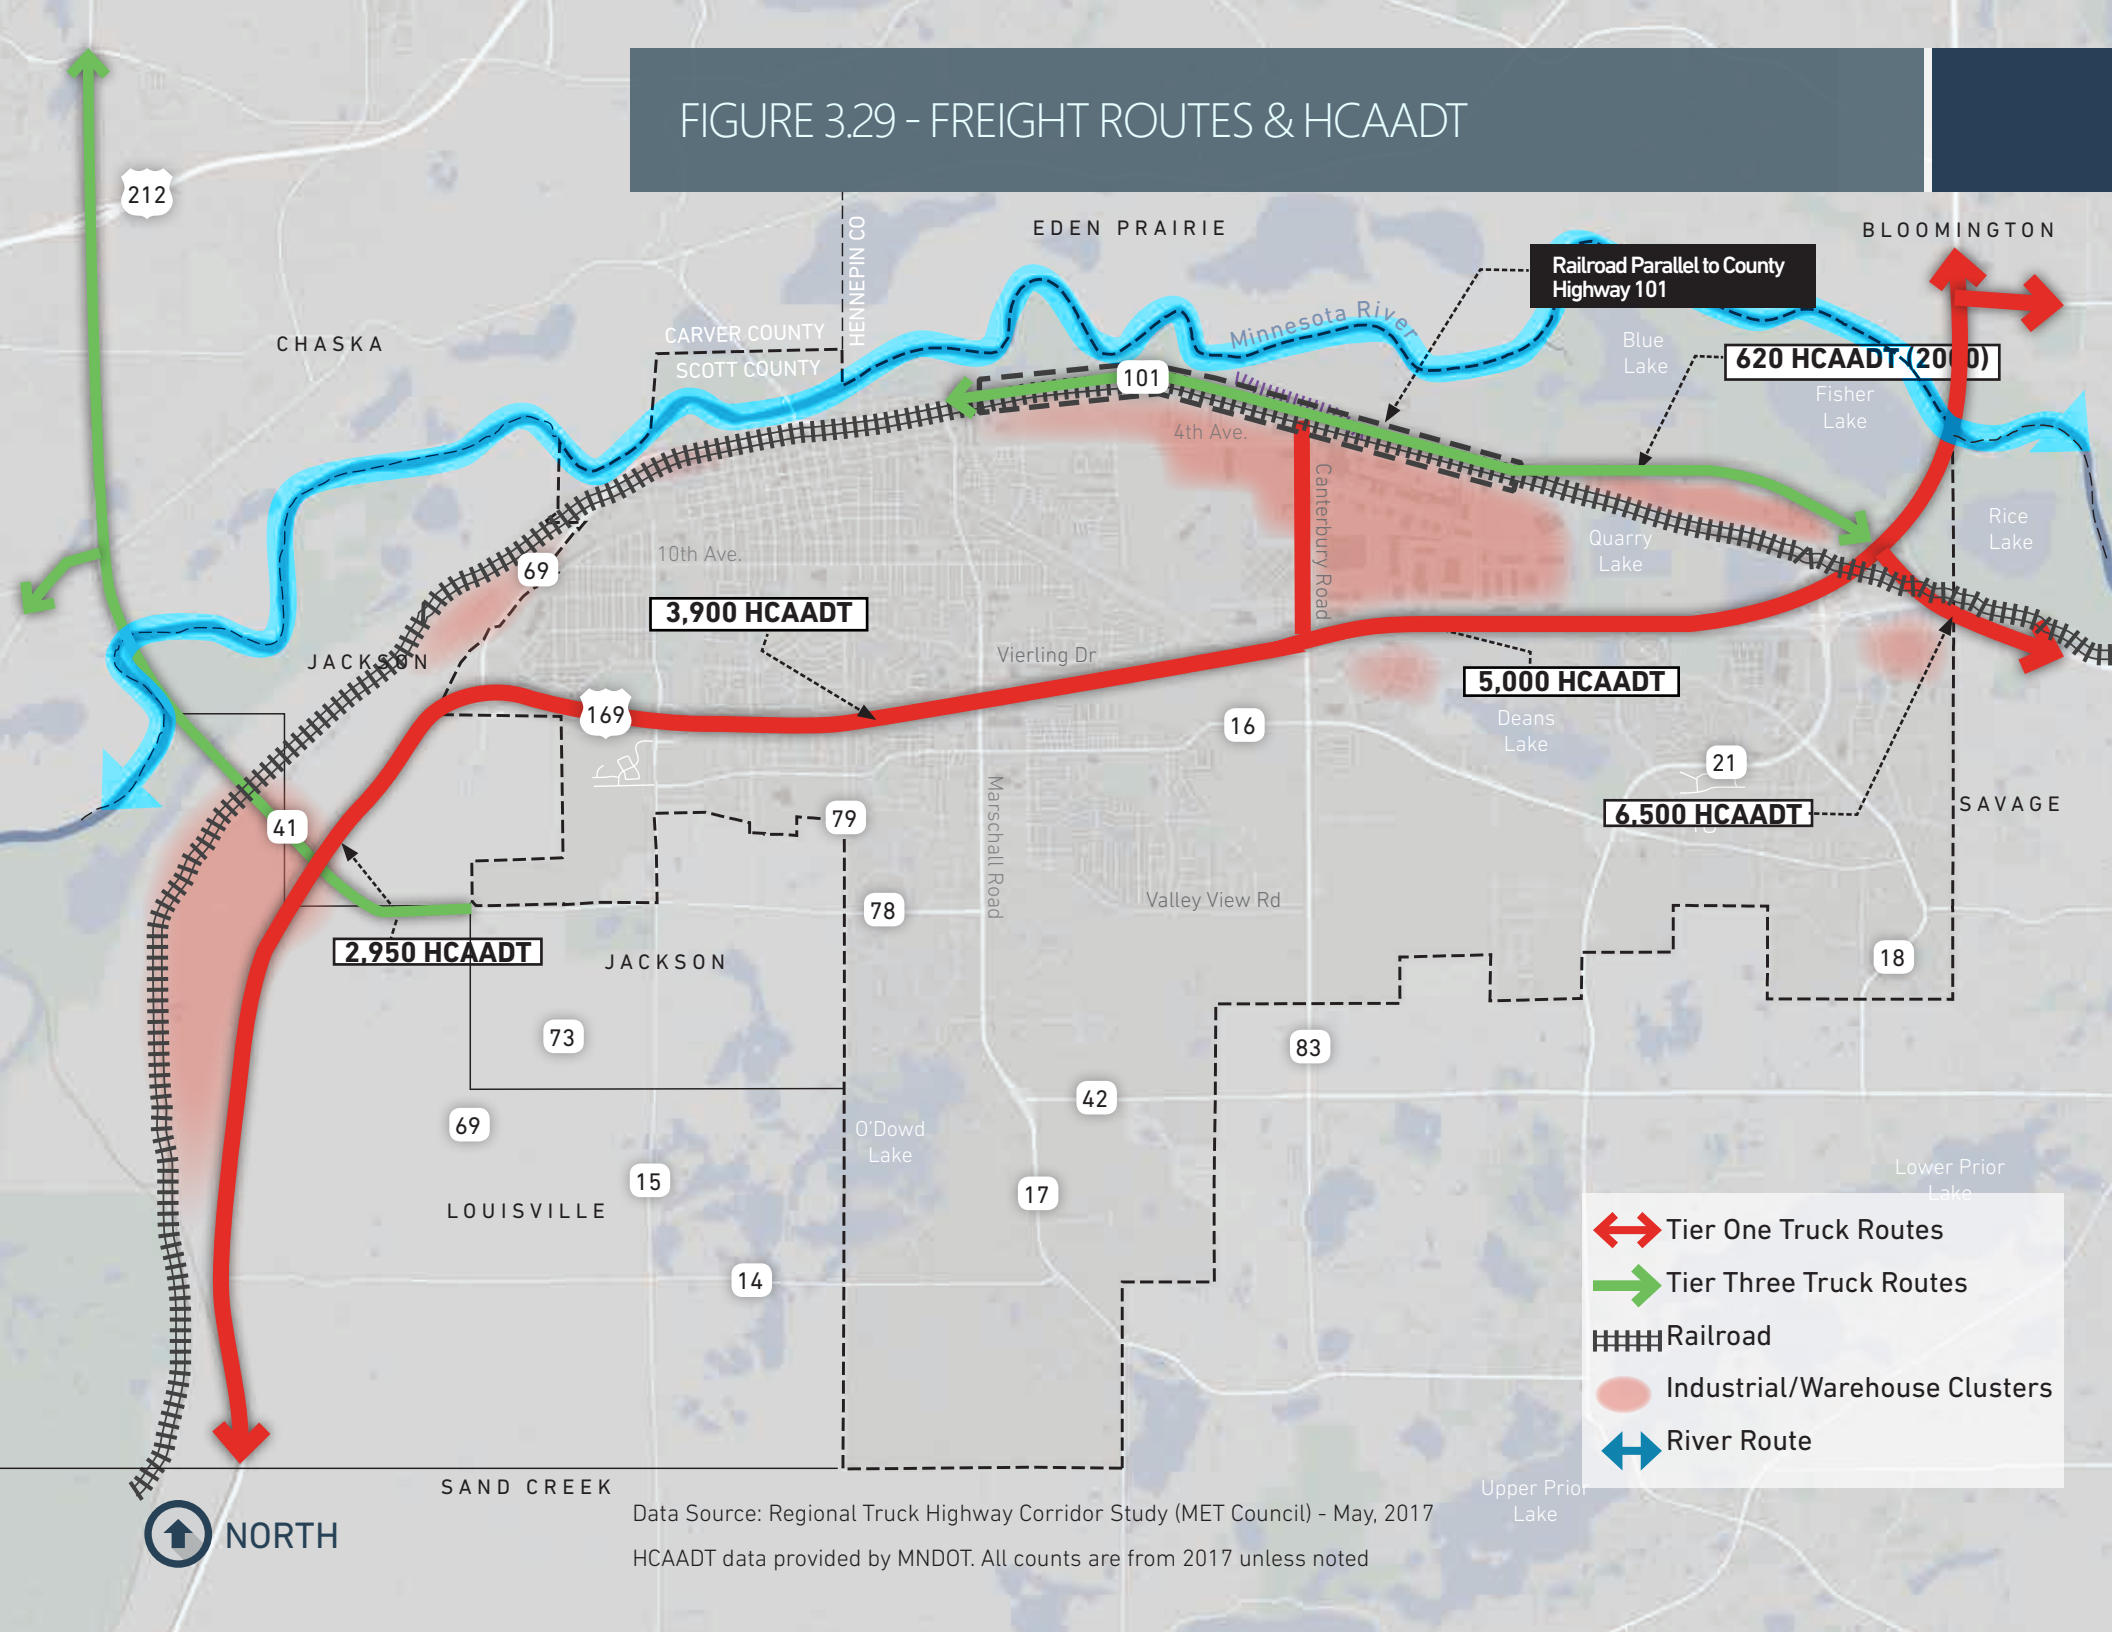 FIGURE 3.29 - FREIGHT ROUTES & HCAADT
212
EDEN PRAIRIE
BLOOMINGTON
HENNEPIN CO
Railroad Parallel to County
Highway 101
CHASKA
CARVER COUNTY
SCOTT COUNTY
Minnesota River
Blue
Lake
620 HCAADT (2000)
101
Fisher
Lake
4th Ave.
Canterbury Road
Rice
Lake
Quarry
Lake
10th Ave.
69
3,900 HCAADT
JACKSON
Vierling Dr
5,000 HCAADT
169
16
Deans
Lake
21
6,500 HCAADT
SAVAGE
41
79
Marschall Road
78
Valley View Rd
2,950 HCAADT
JACKSON
18
73
83
42
69
O'Dowd
Lake
Lower Prior
Lake
15
17
LOUISVILLE
14
Tier One Truck Routes
Tier Three Truck Routes
Railroad
Industrial/Warehouse Clusters
River Route
SAND CREEK
Upper Prior
Lake
NORTH
Data Source: Regional Truck Highway Corridor Study (MET Council) - May, 2017
HCAADT data provided by MNDOT. All counts are from 2017 unless noted